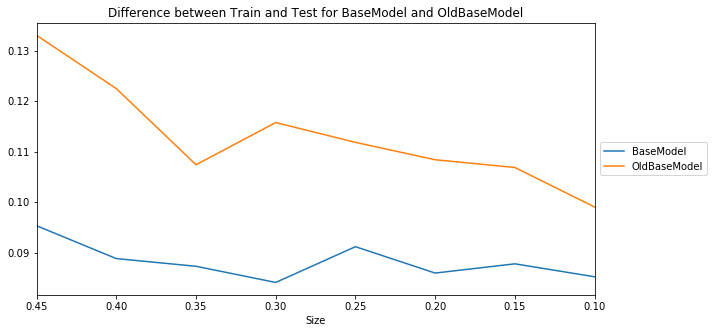 Difference between Train and Test for BaseModel and OldBaseModel
0.13
0.12
0.11
0.10
0.09
BaseModel
OldBaseModel
0.45 0.40 0.35 0.30 0.25 0.20 0.15 0.10
Size